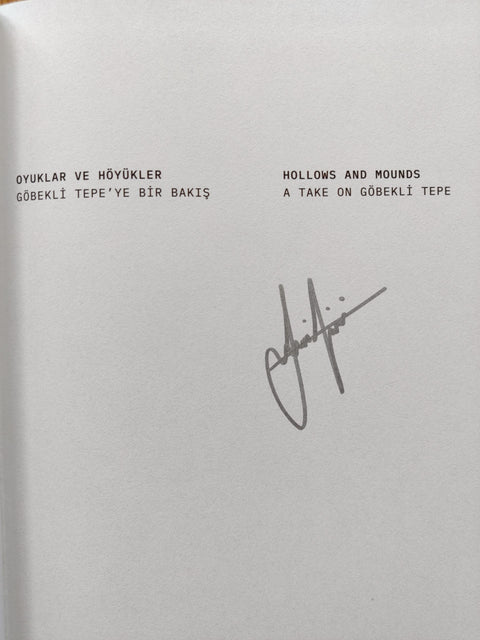 OYUKLAR VE HÖYÜKLER
GÖBEKLİ TEPE'YE BİR BAKIŞ
HOLLOWS AND MOUNDS
A TAKE ON GÖBEKLİ TEPE